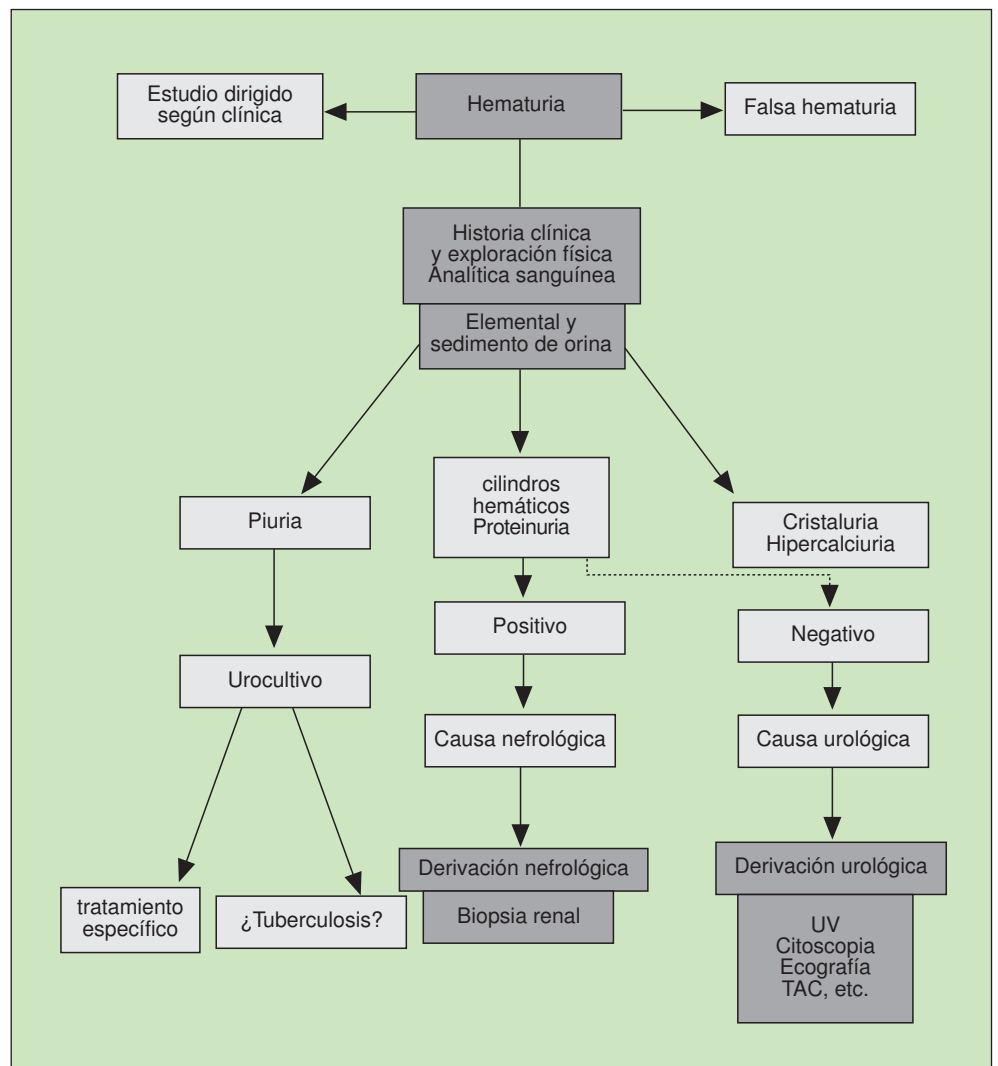 Estudio dirigido
según clínica
Hematuria
Falsa hematuria
Historia clínica
y exploración física
Analítica sanguínea
Elemental y
sedimento de orina
Piuria
cilindros
hemáticos
Proteinuria
Cristaluria
Hipercalciuria
Positivo
Negativo
Urocultivo
Causa nefrológica
Causa urológica
Derivación nefrológica
Derivación urológica
tratamiento
específico
¿Tuberculosis?
Biopsia renal
UV
Citoscopia
Ecografía
TAC, etc.